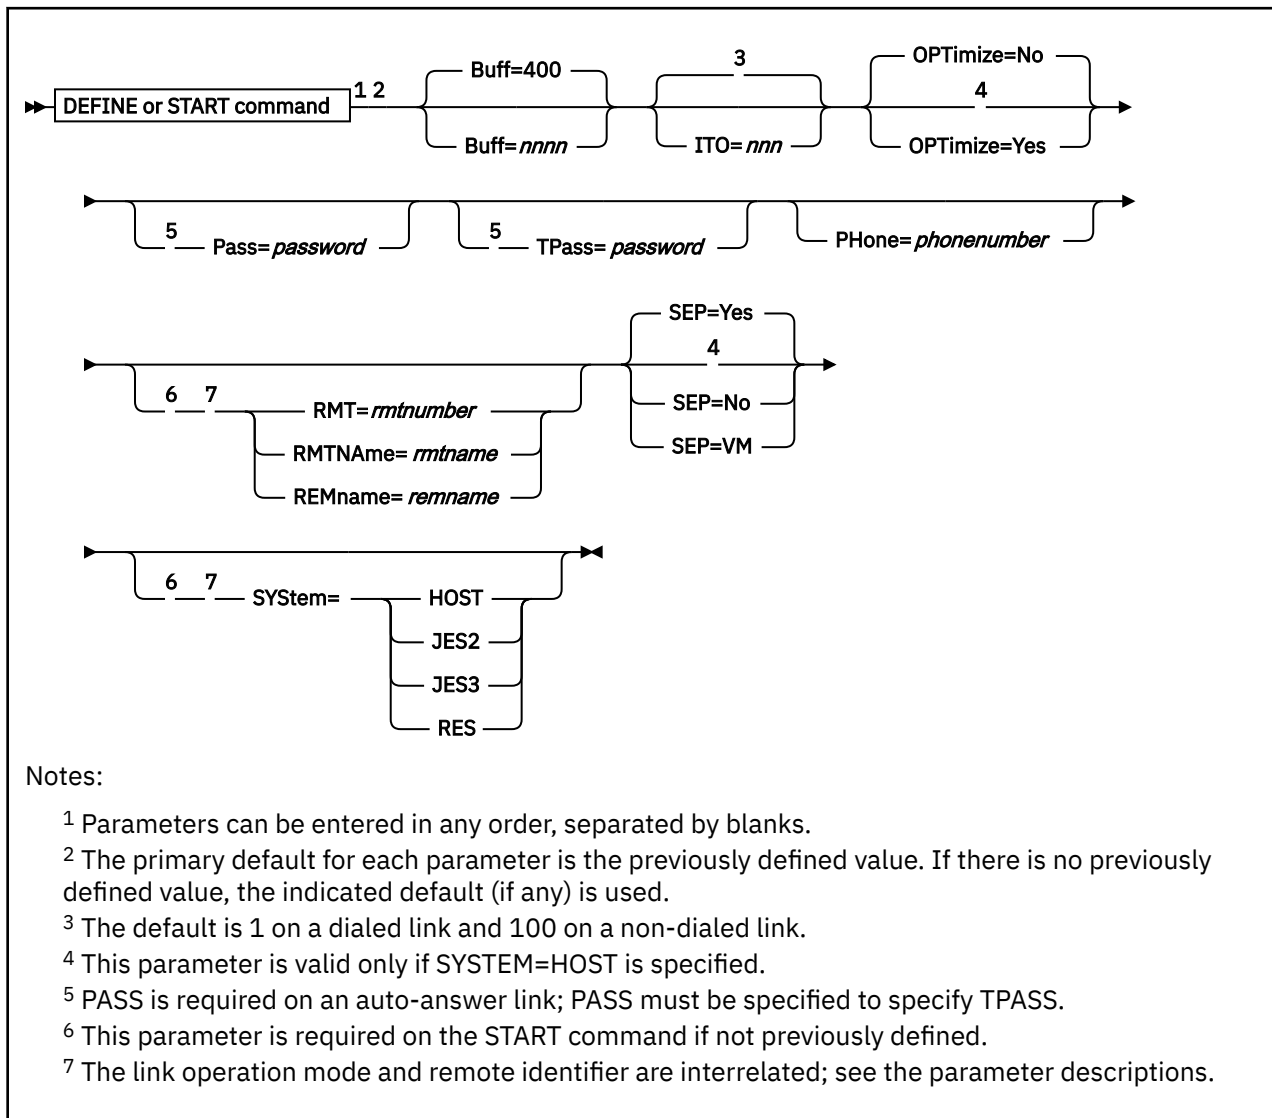 OPTimize=No
Buff=400
3
4
DEFINE or START command 1 2
Buff=nnnn
ITO=nnn
OPTimize=Yes
5 Pass=password
5 TPass=password
PHone=phonenumber
SEP=Yes
4
6 7
RMT=rmtnumber
SEP=No
RMTNAme=rmtname
SEP=VM
REMname=remname
6 7 SYStem= HOST
JES2
JES3
RES
Notes:
1 Parameters can be entered in any order, separated by blanks.
2 The primary default for each parameter is the previously defined value. If there is no previously
defined value, the indicated default (if any) is used.
3 The default is 1 on a dialed link and 100 on a non-dialed link.
4 This parameter is valid only if SYSTEM=HOST is specified.
5 PASS is required on an auto-answer link; PASS must be specified to specify TPASS.
6 This parameter is required on the START command if not previously defined.
7 The link operation mode and remote identifier are interrelated; see the parameter descriptions.